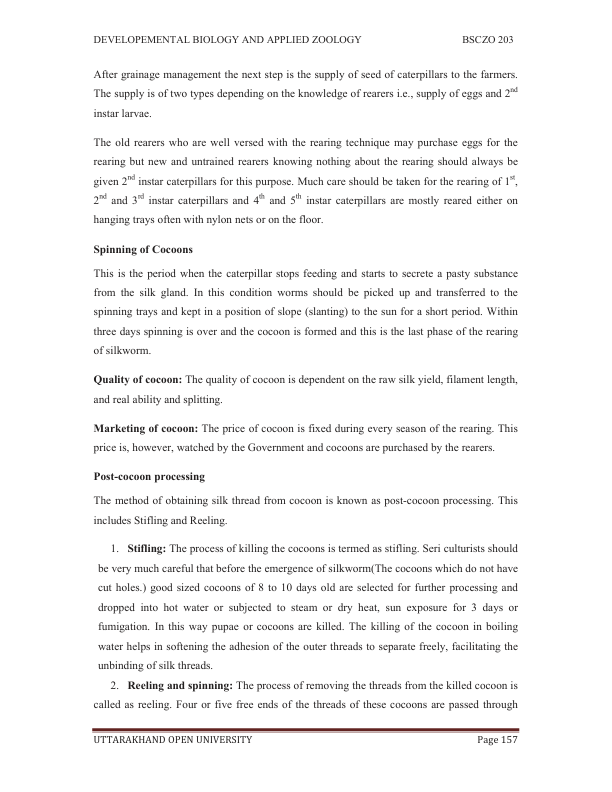 DEVELOPEMENTAL BIOLOGY AND APPLIED ZOOLOGY BSCZO 203
After grainage management the next step is the supply of seed of caterpillars to the farmers.
The supply is of two types depending on the knowledge of rearers i.e., supply of eggs and 2nd
instar larvae.
The old rearers who are well versed with the rearing technique may purchase eggs for the
rearing but new and untrained rearers knowing nothing about the rearing should always be
given 2nd instar caterpillars for this purpose. Much care should be taken for the rearing of 1st,
2nd and 3rd instar caterpillars and 4th and 5th instar caterpillars are mostly reared either on
hanging trays often with nylon nets or on the floor.
Spinning of Cocoons
This is the period when the caterpillar stops feeding and starts to secrete a pasty substance
from the silk gland. In this condition worms should be picked up and transferred to the
spinning trays and kept in a position of slope (slanting) to the sun for a short period. Within
three days spinning is over and the cocoon is formed and this is the last phase of the rearing
of silkworm.
Quality of cocoon: The quality of cocoon is dependent on the raw silk yield, filament length,
and real ability and splitting.
Marketing of cocoon: The price of cocoon is fixed during every season of the rearing. This
price is, however, watched by the Government and cocoons are purchased by the rearers.
Post-cocoon processing
The method of obtaining silk thread from cocoon is known as post-cocoon processing. This
includes Stifling and Reeling.
1. Stifling: The process of killing the cocoons is termed as stifling. Seri culturists should
be very much careful that before the emergence of silkworm(The cocoons which do not have
cut holes.) good sized cocoons of 8 to 10 days old are selected for further processing and
dropped into hot water or subjected to steam or dry heat, sun exposure for 3 days or
fumigation. In this way pupae or cocoons are killed. The killing of the cocoon in boiling
water helps in softening the adhesion of the outer threads to separate freely, facilitating the
unbinding of silk threads.
2. Reeling and spinning: The process of removing the threads from the killed cocoon is
called as reeling. Four or five free ends of the threads of these cocoons are passed through
UTTARAKHAND OPEN UNIVERSITY Page 157